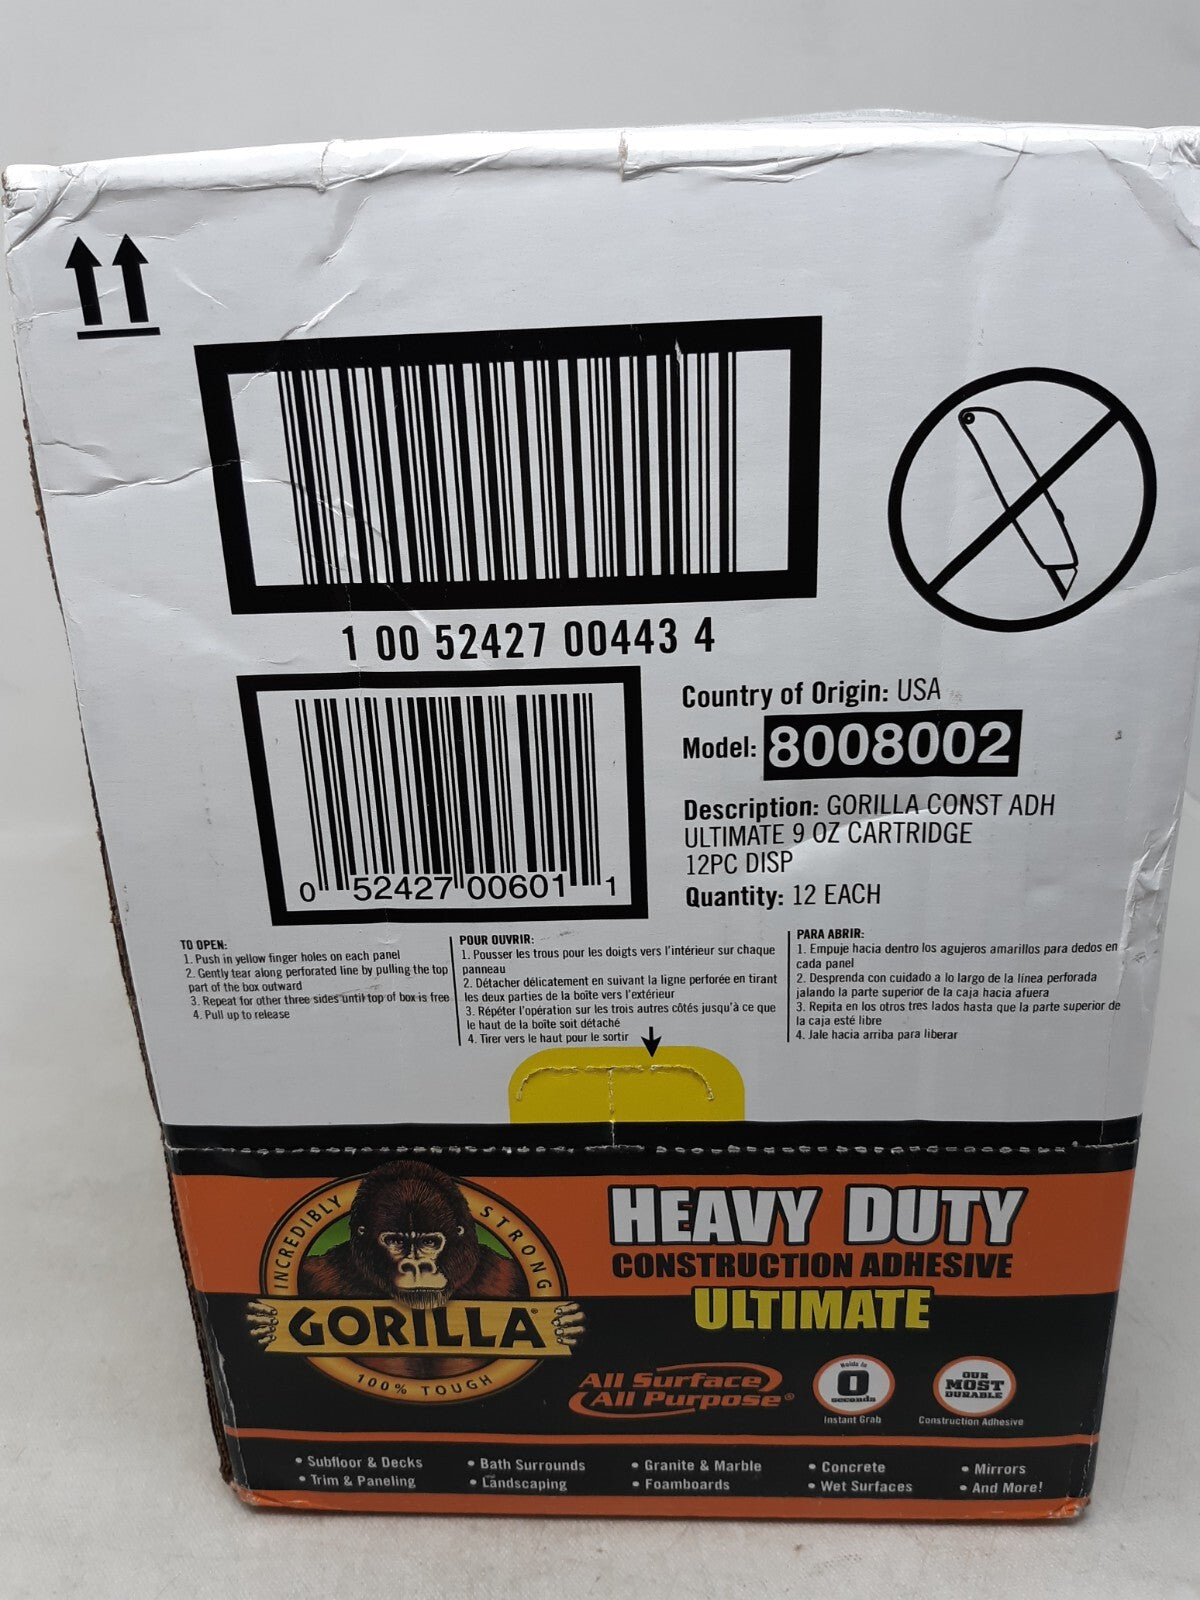 1 00 52427 00443 4
0 52427 00601 1
Country of Origin: USA
Model: 8008002
Description: GORILLA CONST ADH
ULTIMATE 9 OZ CARTRIDGE
12PC DISP
Quantity: 12 EACH
TO OPEN:
1. Push in yellow finger holes on each panel
2. Gently tear along perforated line by pulling the top
part of the box outward
3. Repeat for other three sides until top of box is free
4. Pull up to release
POUR OUVRIR:
1. Pousser les trous pour les doigts vers l'intérieur sur chaque
panneau
2. Détacher délicatement en suivant la ligne perforée en tirant
les deux parties de la boîte vers l'extérieur
3. Répéter l'opération sur les trois autres côtés jusqu'à ce que
le haut de la boîte soit détaché
4. Tirer vers le haut pour le sortir
PARA ABRIR:
1. Empuje hacia dentro los agujeros amarillos para dedos en
cada panel
2. Desprenda con cuidado a lo largo de la línea perforada
jalando la parte superior de la caja hacia afuera
3. Repita en los otros tres lados hasta que la parte superior de
la caja esté libre
4. Jale hacia arriba para liberar
INCREDIBLY STRONG
GORILLA®
100% TOUGH
HEAVY DUTY
CONSTRUCTION ADHESIVE
ULTIMATE
All Surface
All Purpose®
Holds in
0
seconds
Instant Grab
OUR
MOST
DURABLE
Construction Adhesive
• Subfloor & Decks
• Trim & Paneling
• Bath Surrounds
• Landscaping
• Granite & Marble
• Foamboards
• Concrete
• Wet Surfaces
• Mirrors
• And More!